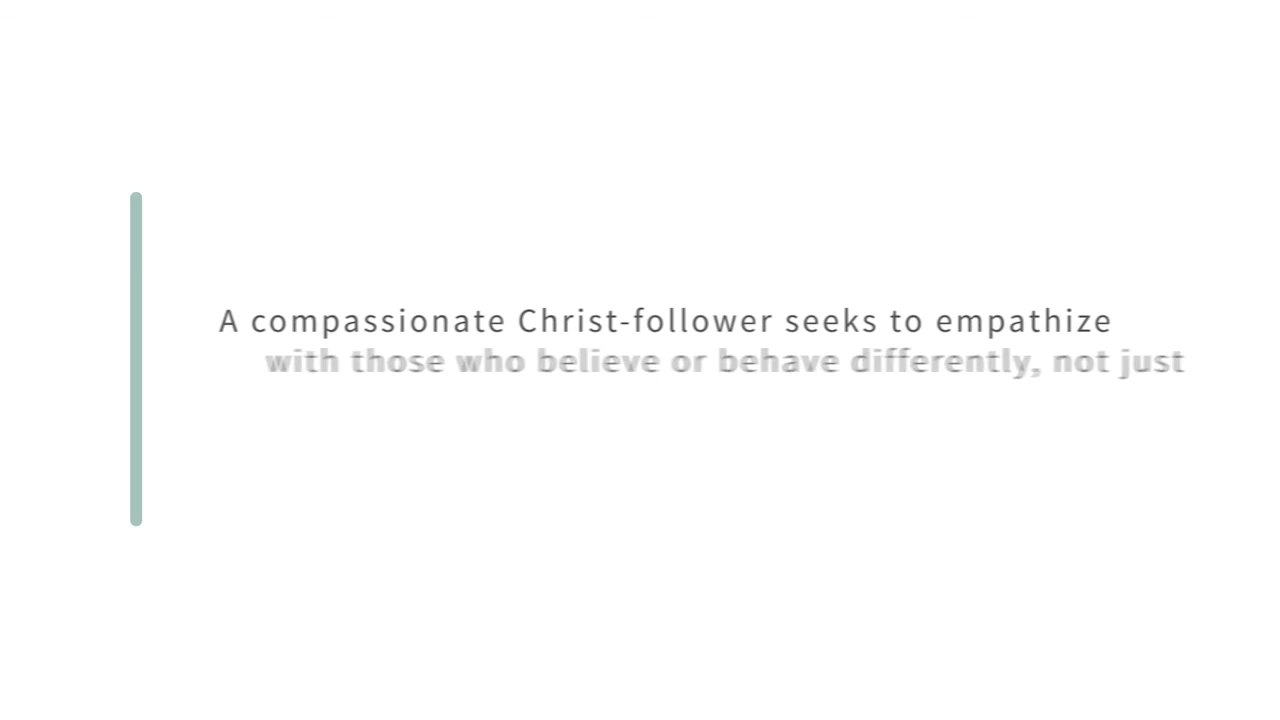 A compassionate Christ-follower seeks to empathize
with those who believe or behave differently, not just